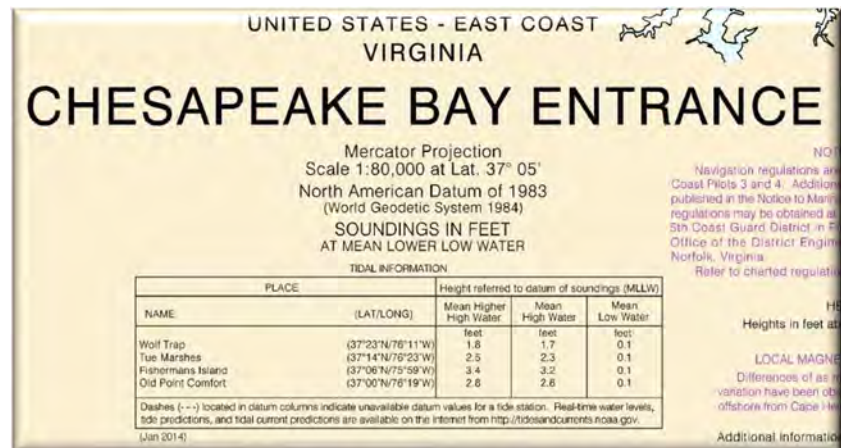 UNITED STATES - EAST COAST
VIRGINIA
CHESAPEAKE BAY ENTRANCE
Mercator Projection
Scale 1:80,000 at Lat. 37° 05'
North American Datum of 1983
(World Geodetic System 1984)
SOUNDINGS IN FEET
AT MEAN LOWER LOW WATER
TIDAL INFORMATION
PLACE Height referred to datum of soundings (MLLW)
NAME (LAT/LONG) Mean Higher High Water Mean High Water Mean Low Water
feet feet feet
Wolf Trap (37°23'N/76°11'W) 1.8 1.7 0.1
Tue Marshes (37°14'N/76°23'W) 2.5 2.3 0.1
Fishermans Island (37°06'N/75°59'W) 3.4 3.2 0.1
Old Point Comfort (37°00'N/76°19'W) 2.8 2.6 0.1
Dashes (- - -) located in datum columns indicate unavailable datum values for a tide station. Real-time water levels,
tide predictions, and tidal current predictions are available on the internet from http://tidesandcurrents.noaa.gov.
(Jan 2014)
NOT
Navigation regulations are
Coast Pilots 3 and 4. Addition
published in the Notice to Marin
regulations may be obtained at
5th Coast Guard District in
Office of the District Engin
Norfolk, Virginia.
Refer to charted regulati
HE
Heights in feet ab
LOCAL MAGNE
Differences of as
variation have been ob
offshore from Cape He
Additional informatio